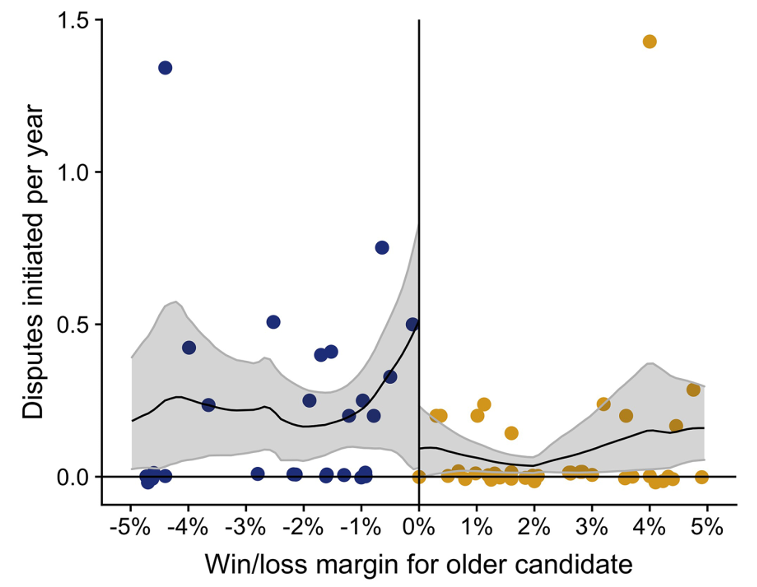 Disputes initiated per year
1.5
1.0
0.5
0.0
-5% -4% -3% -2% -1% 0% 1% 2% 3% 4% 5%
Win/loss margin for older candidate